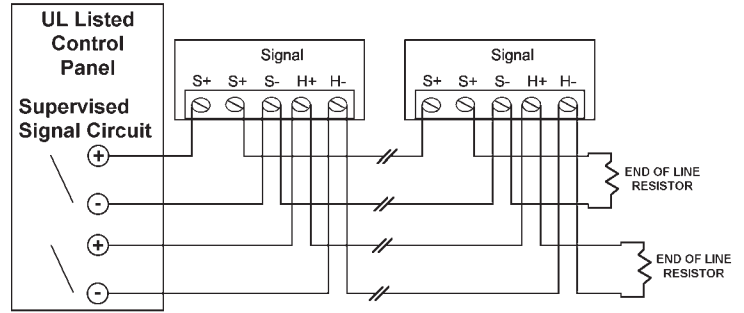 UL Listed
Control
Panel
Supervised
Signal Circuit
+
-
+
-
Signal
S+ S+ S- H+ H-
Signal
S+ S+ S- H+ H-
END OF LINE
RESISTOR
END OF LINE
RESISTOR